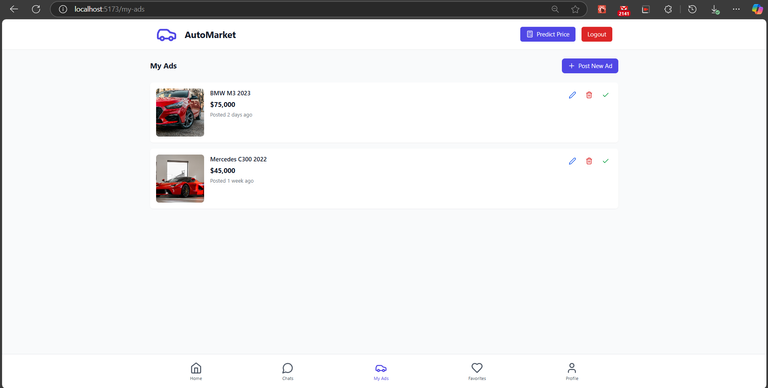 localhost:5173/my-ads
2141
AutoMarket
Predict Price
Logout
My Ads
Post New Ad
BMW M3 2023
$75,000
Posted 2 days ago
Mercedes C300 2022
$45,000
Posted 1 week ago
Home
Chats
My Ads
Favorites
Profile